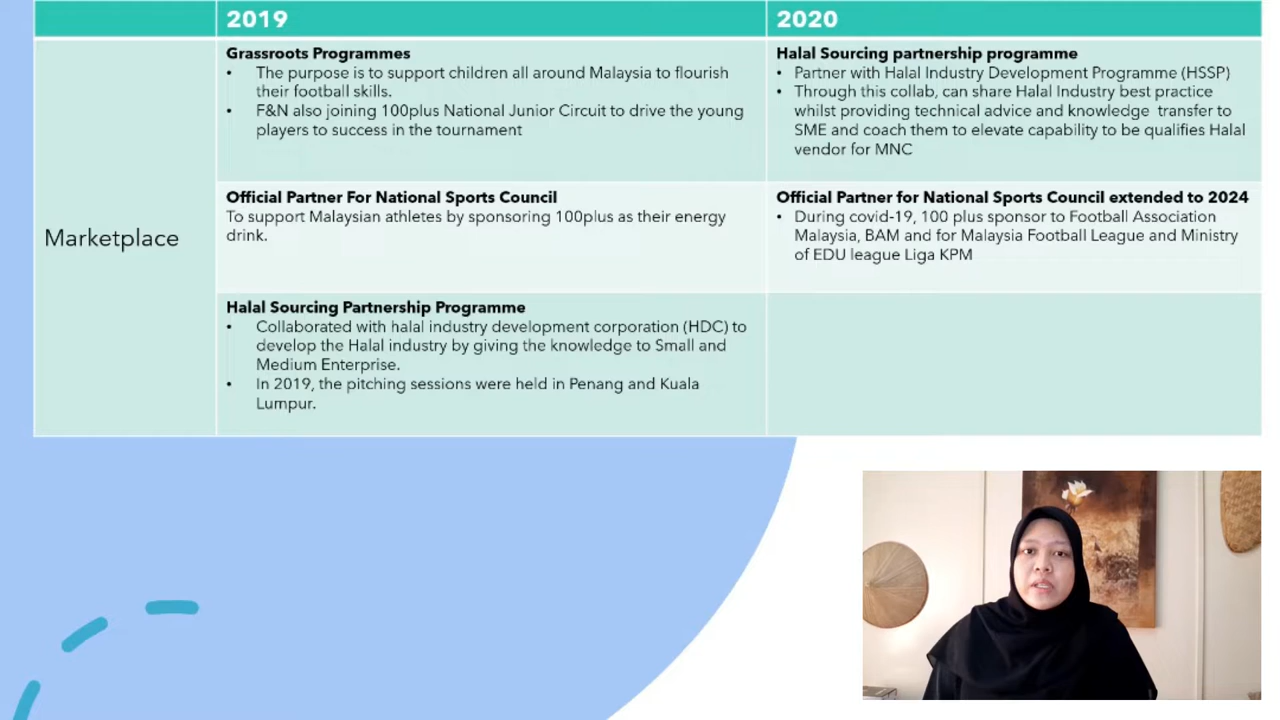 2019
2020
Marketplace
Grassroots Programmes
• The purpose is to support children all around Malaysia to flourish
their football skills.
• F&N also joining 100plus National Junior Circuit to drive the young
players to success in the tournament
Halal Sourcing partnership programme
• Partner with Halal Industry Development Programme (HSSP)
• Through this collab, can share Halal Industry best practice
whilst providing technical advice and knowledge transfer to
SME and coach them to elevate capability to be qualifies Halal
vendor for MNC
Official Partner For National Sports Council
To support Malaysian athletes by sponsoring 100plus as their energy
drink.
Official Partner for National Sports Council extended to 2024
• During covid-19, 100 plus sponsor to Football Association
Malaysia, BAM and for Malaysia Football League and Ministry
of EDU league Liga KPM
Halal Sourcing Partnership Programme
• Collaborated with halal industry development corporation (HDC) to
develop the Halal industry by giving the knowledge to Small and
Medium Enterprise.
• In 2019, the pitching sessions were held in Penang and Kuala
Lumpur.